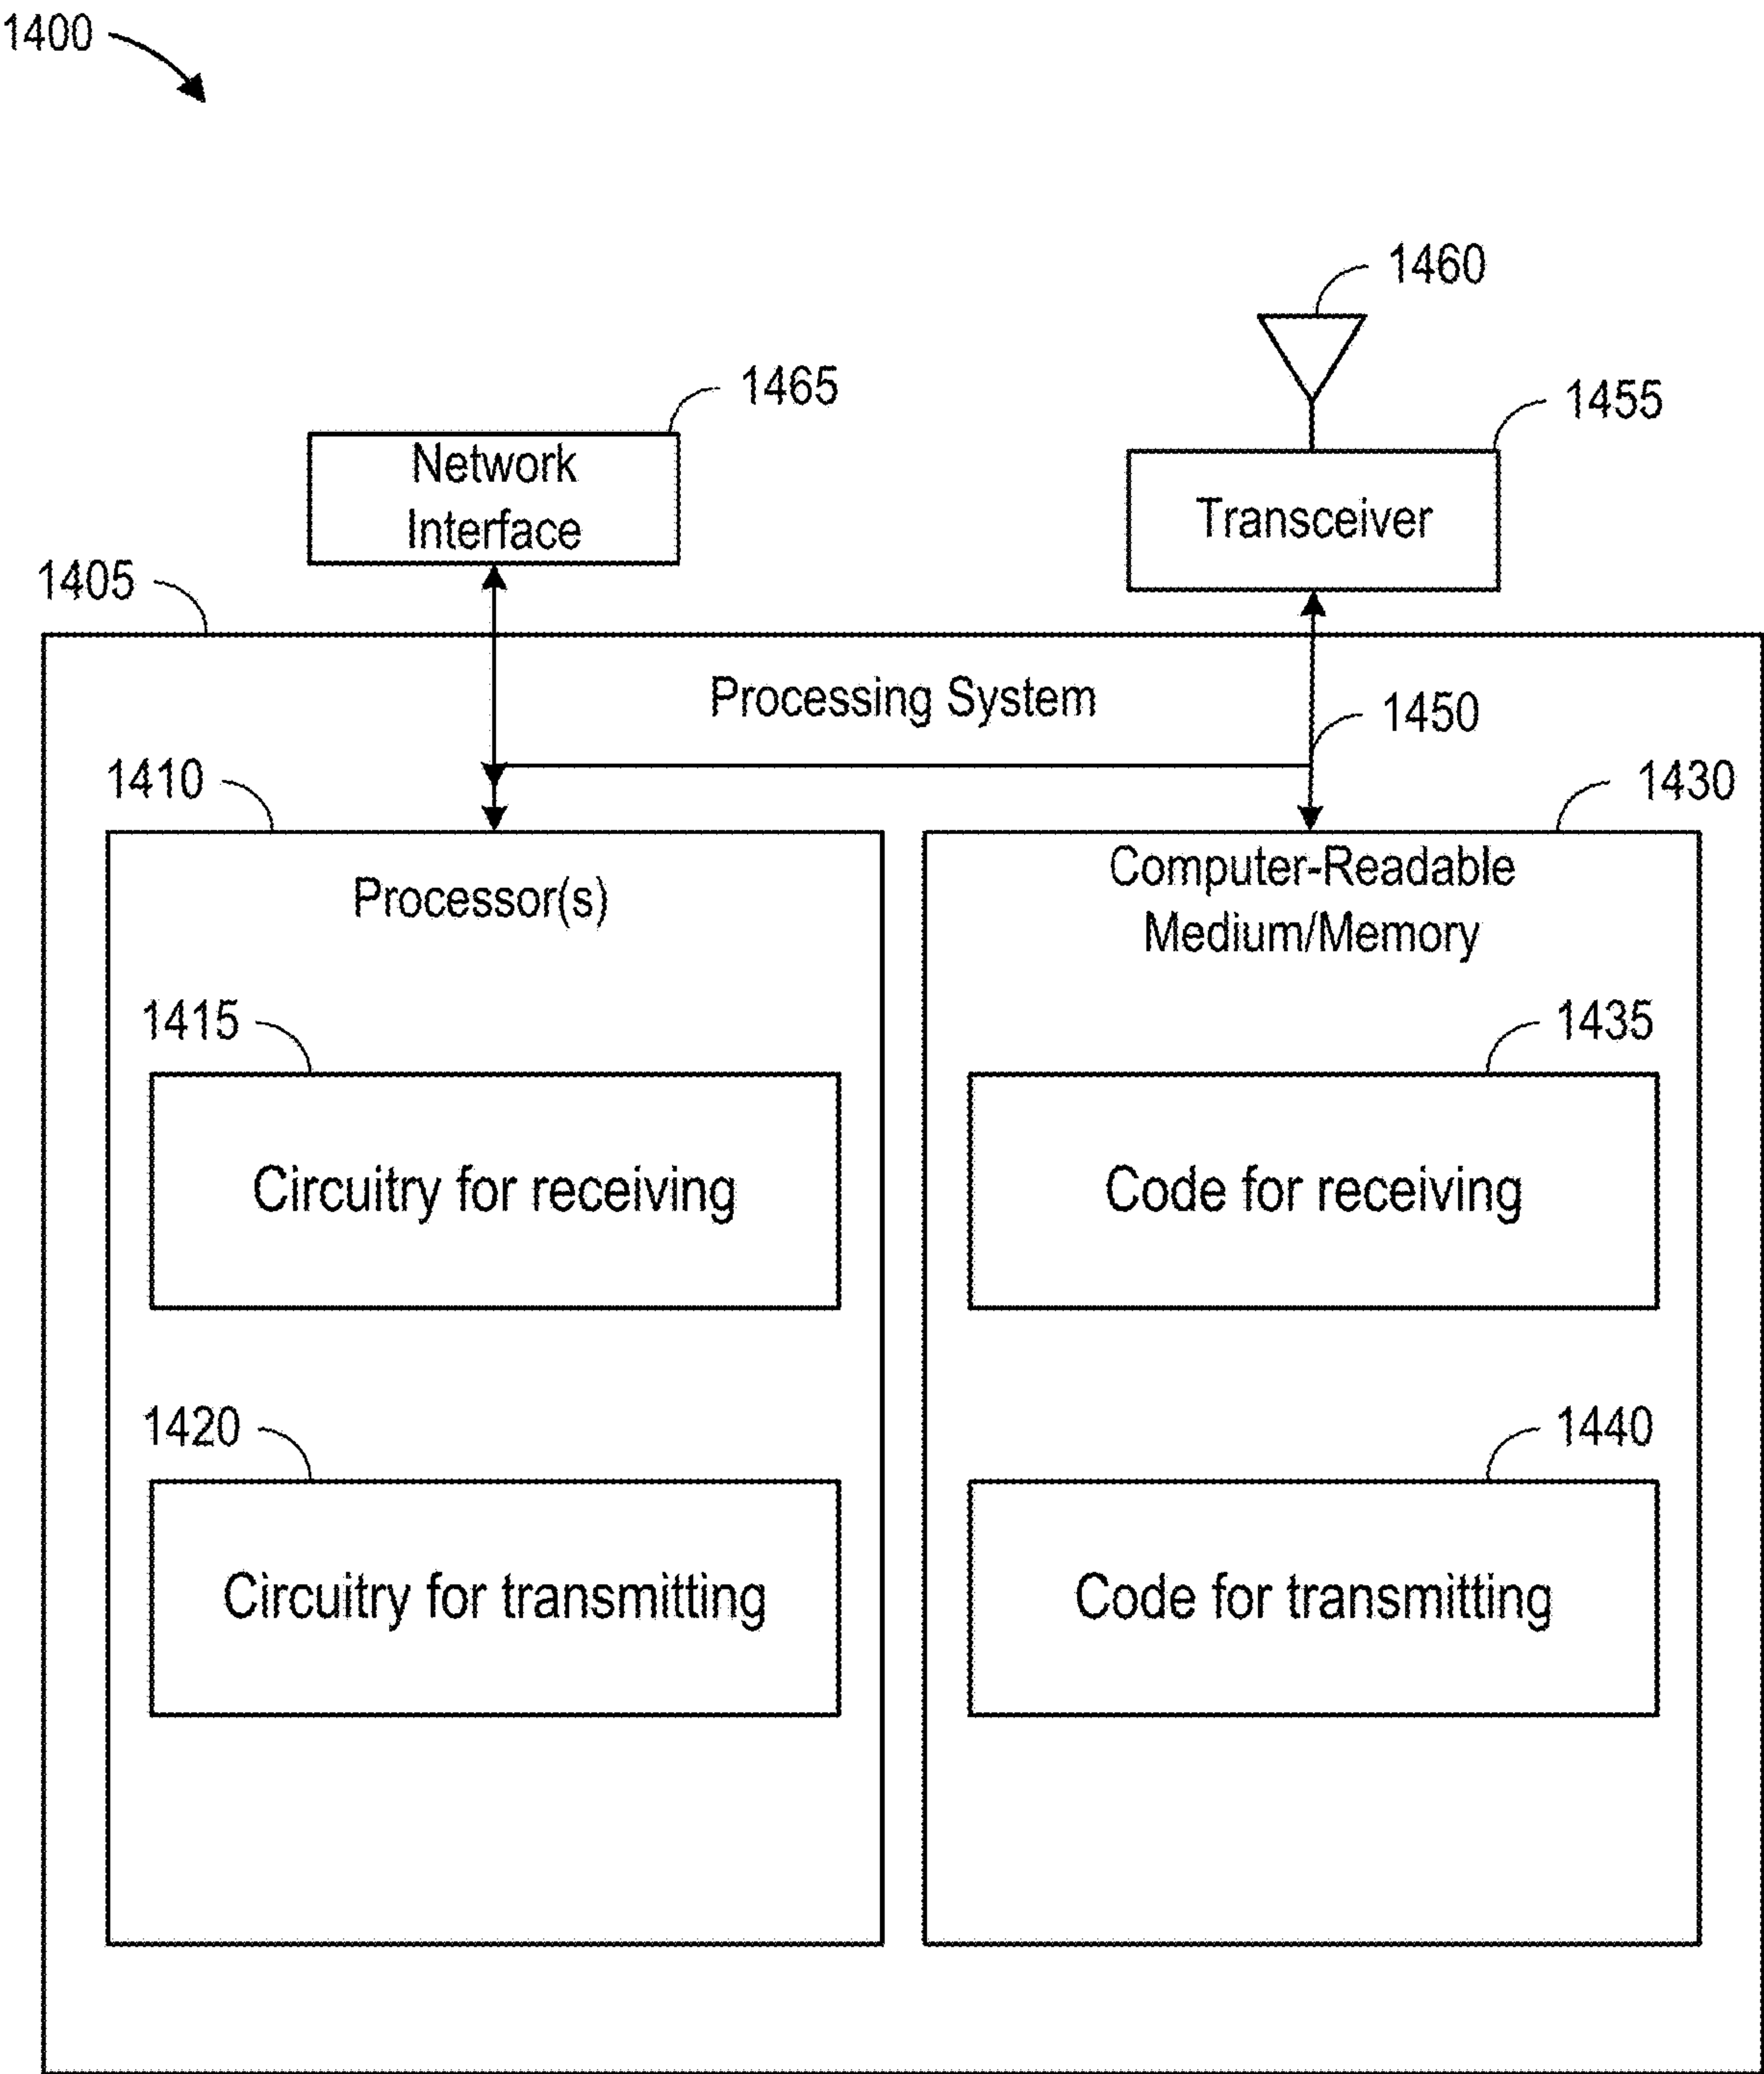 1400
1460
1465
1455
Network
Interface
Transceiver
1405
Processing System
1450
1410
1430
Processor(s)
Computer-Readable
Medium/Memory
1415
1435
Circuitry for receiving
Code for receiving
1420
1440
Circuitry for transmitting
Code for transmitting